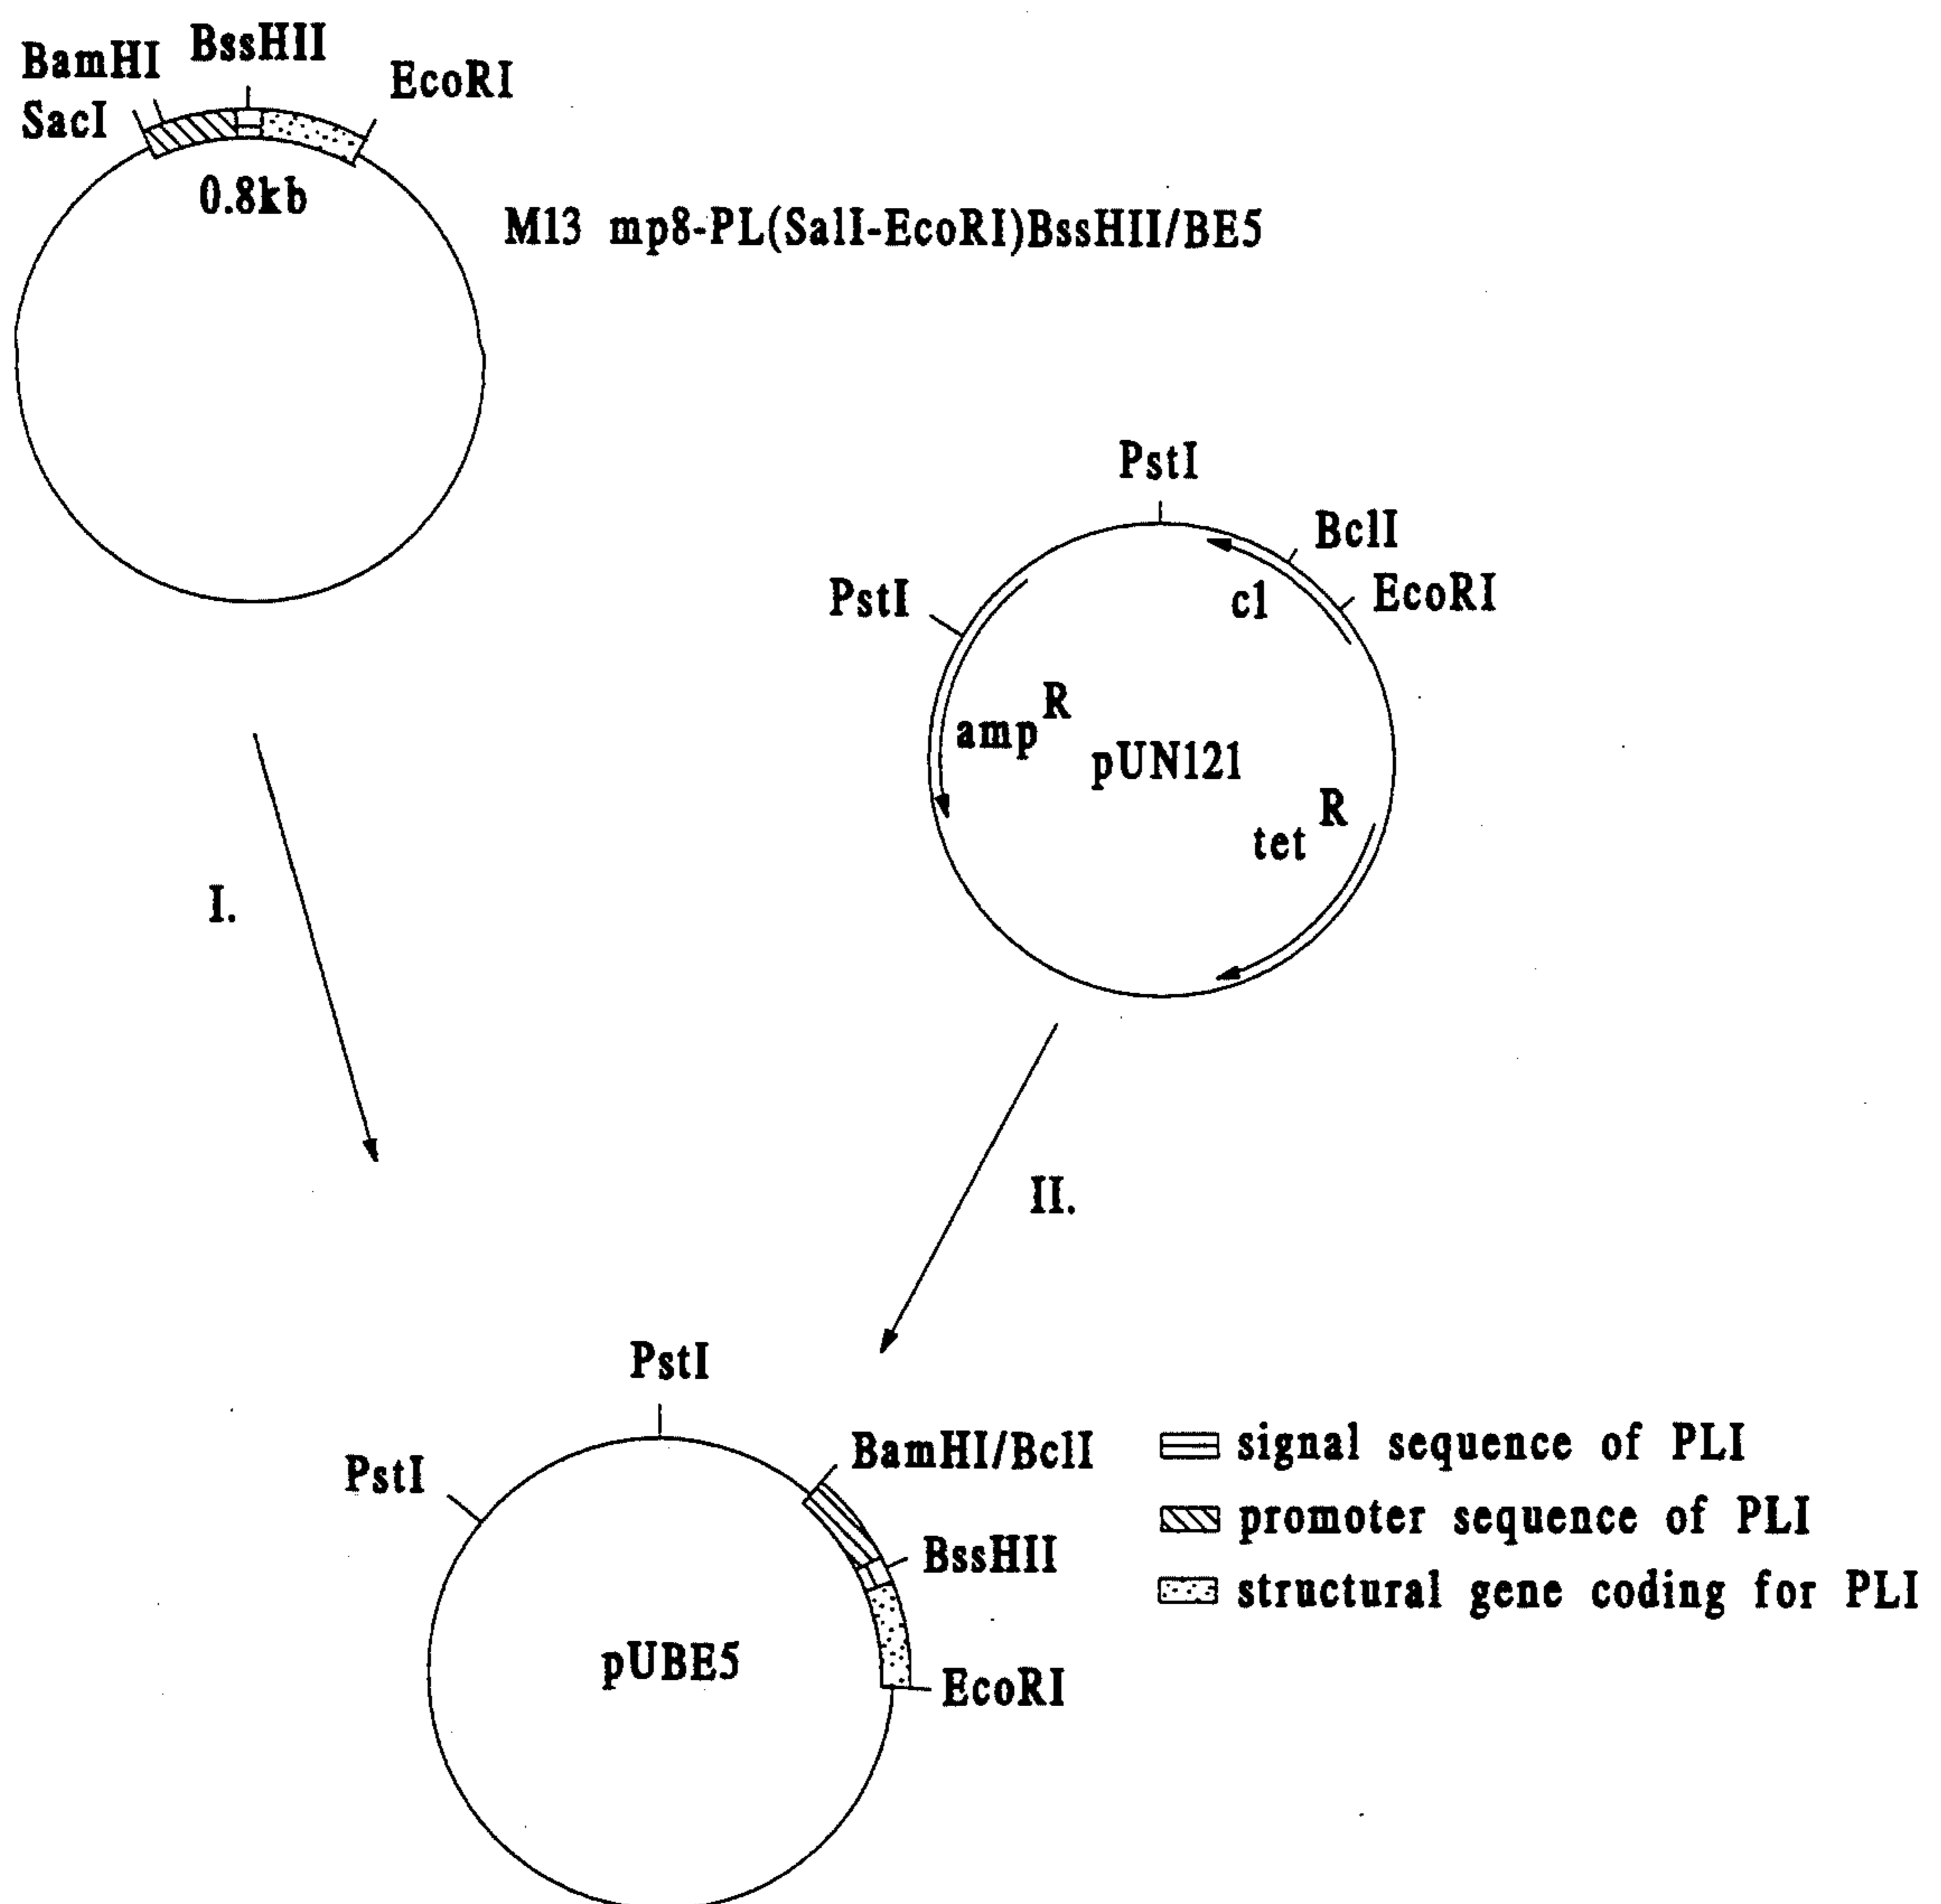 BamHI
BssHII
EcoRI
SacI
0.8kb
M13 mp8-PL(SalI-EcoRI)BssHII/BE5
PstI
BclI
PstI
EcoRI
c1
amp R
pUN121
tet R
I.
II.
PstI
PstI
BamHI/BclI
BssHII
pUBE5
EcoRI
signal sequence of PLI
promoter sequence of PLI
structural gene coding for PLI